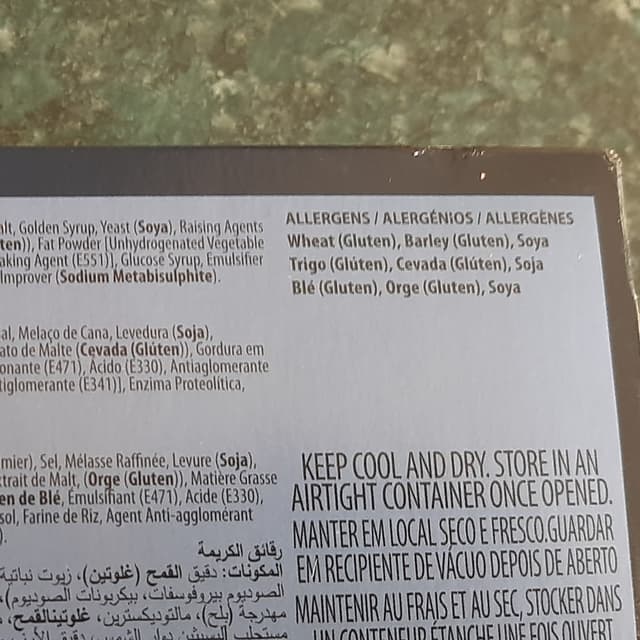 alt, Golden Syrup, Yeast (Soya), Raising Agents
ten)), Fat Powder [Unhydrogenated Vegetable
aking Agent (E551)], Glucose Syrup, Emulsifier
Improver (Sodium Metabisulphite).
ALLERGENS / ALERGÉNIOS / ALLERGÈNES
Wheat (Gluten), Barley (Gluten), Soya
Trigo (Glúten), Cevada (Glúten), Soja
Blé (Gluten), Orge (Gluten), Soya
al, Melaço de Cana, Levedura (Soja),
ato de Malte (Cevada (Glúten)), Gordura em
onante (E471), Ácido (E330), Antiaglomerante
tiglomerante (E341)], Enzima Proteolítica,
mier), Sel, Mélasse Raffinée, Levure (Soja),
trait de Malt, (Orge (Gluten)), Matière Grasse
en de Blé, Émulsifiant (E471), Acide (E330),
sol, Farine de Riz, Agent Anti-agglomérant
).
رقائق الكريمة
المكونات: دقيق القمح (غلوتين)، زيوت نباتية
الصوديوم بيروفوسفات، بيكربونات الصوديوم)،
مهدرجة (بلح)، مالتوديكسترين، غلوتينالقمح،
KEEP COOL AND DRY. STORE IN AN
AIRTIGHT CONTAINER ONCE OPENED.
MANTER EM LOCAL SECO E FRESCO.GUARDAR
EM RECIPIENTE DE VÁCUO DEPOIS DE ABERTO
MAINTENIR AU FRAIS ET AU SEC, STOCKER DANS
UN CONTENEUR ÉTANCHE UNE FOIS OUVERT